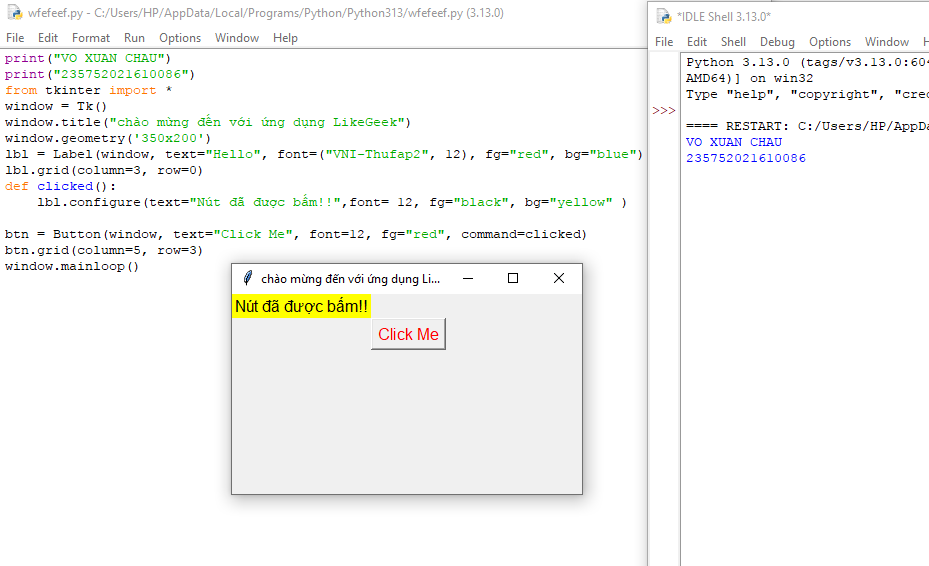 wfefeef.py - C:/Users/HP/AppData/Local/Programs/Python/Python313/wfefeef.py (3.13.0)
File Edit Format Run Options Window Help
print("VO XUAN CHAU")
print("235752021610086")
from tkinter import *
window = Tk()
window.title("chào mừng đến với ứng dụng LikeGeek")
window.geometry('350x200')
lbl = Label(window, text="Hello", font=("VNI-Thufap2", 12), fg="red", bg="blue")
lbl.grid(column=3, row=0)
def clicked():
    lbl.configure(text="Nút đã được bấm!!",font= 12, fg="black", bg="yellow" )
btn = Button(window, text="Click Me", font=12, fg="red", command=clicked)
btn.grid(column=5, row=3)
window.mainloop()
chào mừng đến với ứng dụng Li...
Nút đã được bấm!!
Click Me
*IDLE Shell 3.13.0*
File Edit Shell Debug Options Window H
Python 3.13.0 (tags/v3.13.0:604
AMD64)] on win32
Type "help", "copyright", "cred
>>>
==== RESTART: C:/Users/HP/AppDa
VO XUAN CHAU
235752021610086